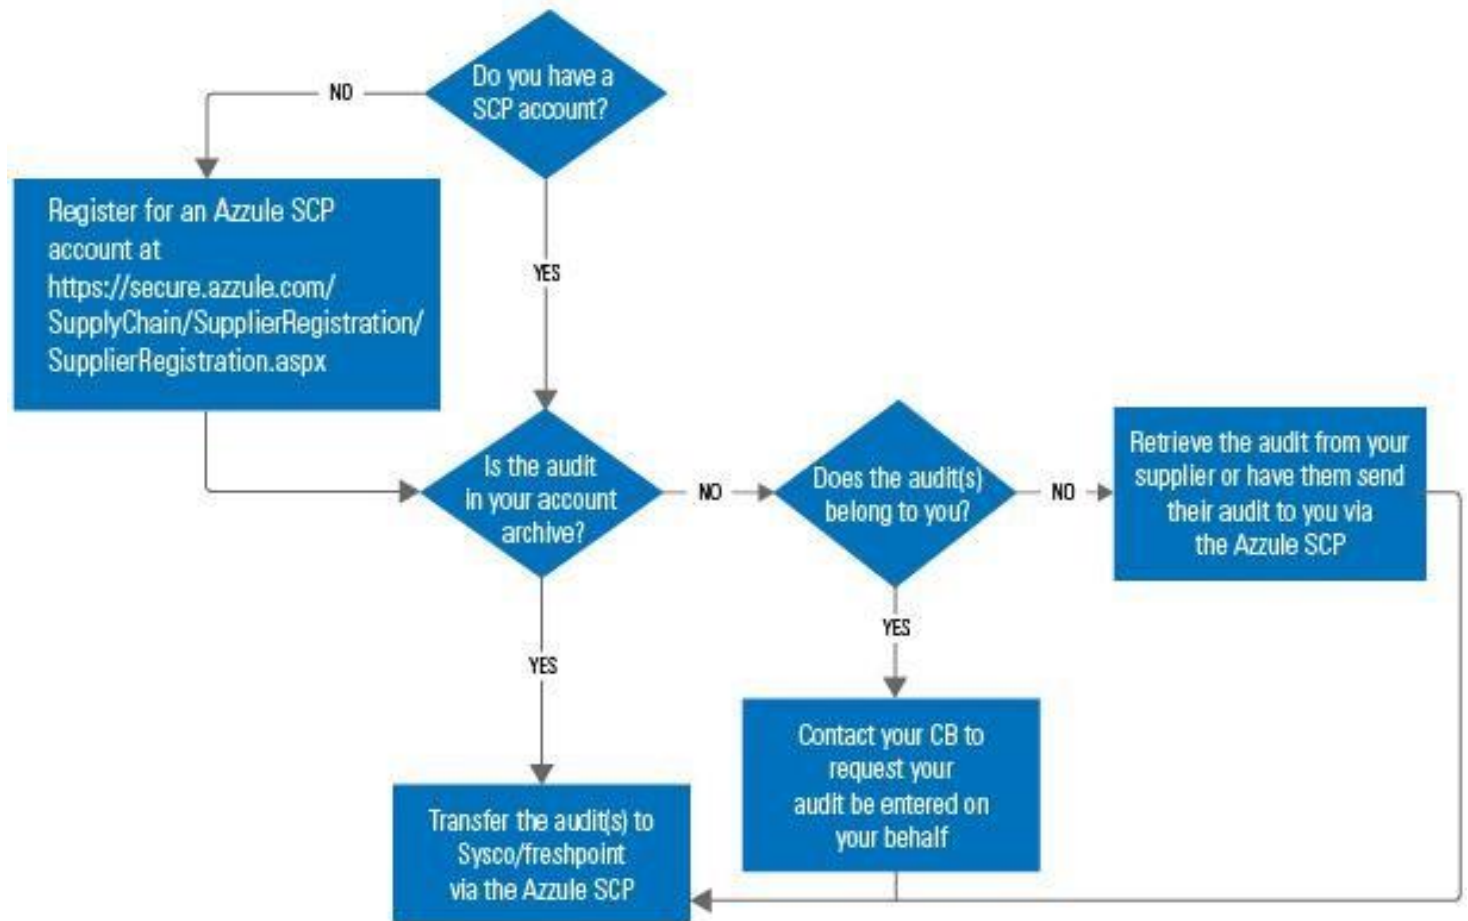 Do you have a
SCP account?
NO
Register for an Azzule SCP
account at
https://secure.azzule.com/
SupplyChain/SupplierRegistration/
SupplierRegistration.aspx
YES
Is the audit
in your account
archive?
NO
Does the audit(s)
belong to you?
NO
Retrieve the audit from your
supplier or have them send
their audit to you via
the Azzule SCP
YES
YES
Contact your CB to
request your
audit be entered on
your behalf
Transfer the audit(s) to
Sysco/freshpoint
via the Azzule SCP